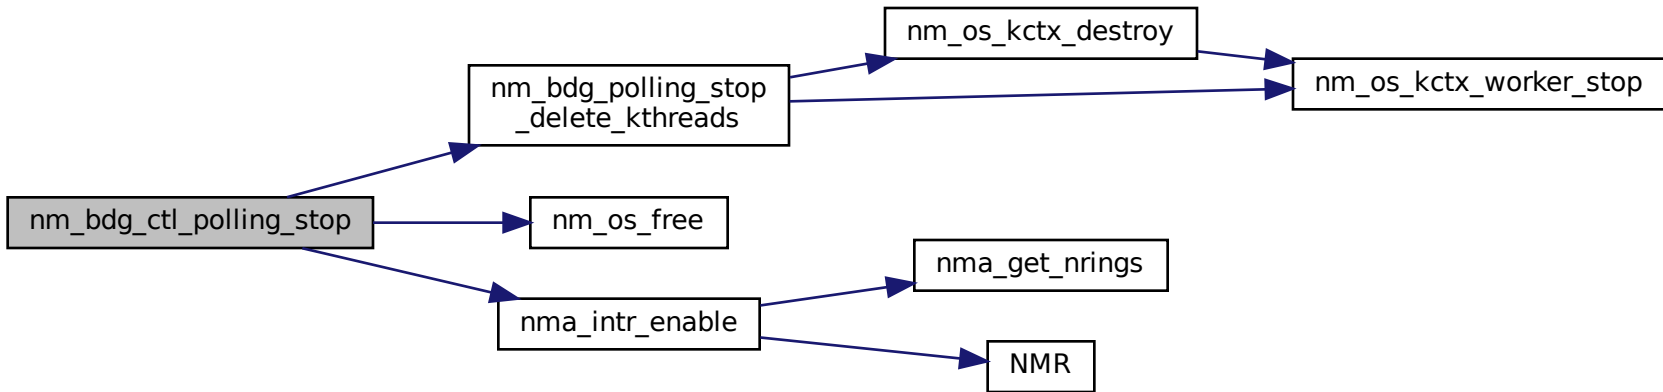 nm_bdg_ctl_polling_stop
nm_bdg_polling_stop
_delete_kthreads
nm_os_kctx_destroy
nm_os_kctx_worker_stop
nm_os_free
nma_intr_enable
nma_get_nrings
NMR